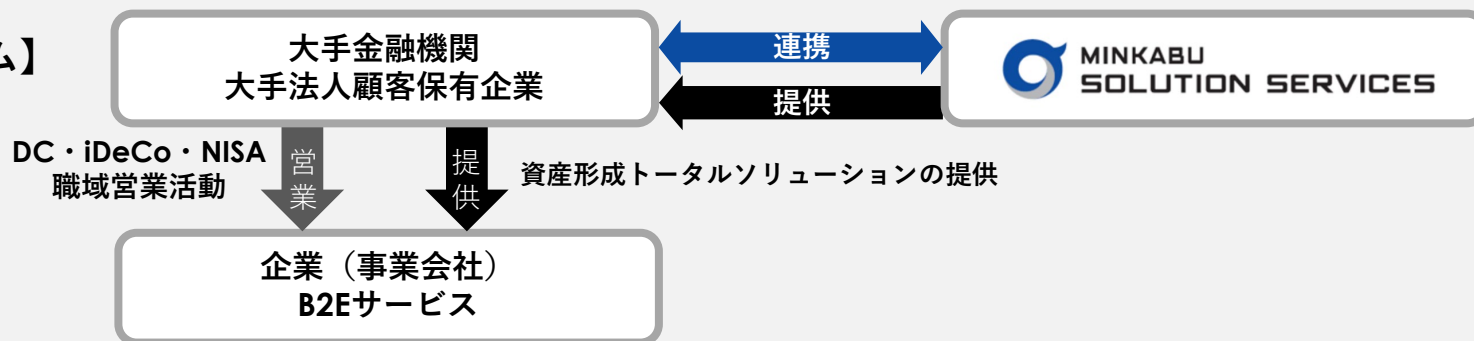 ム】
大手金融機関
大手法人顧客保有企業
連携
提供
MINKABU
SOLUTION SERVICES
DC・iDeCo・NISA
職域営業活動
営業
提供
資産形成トータルソリューションの提供
企業（事業会社）
B2Eサービス